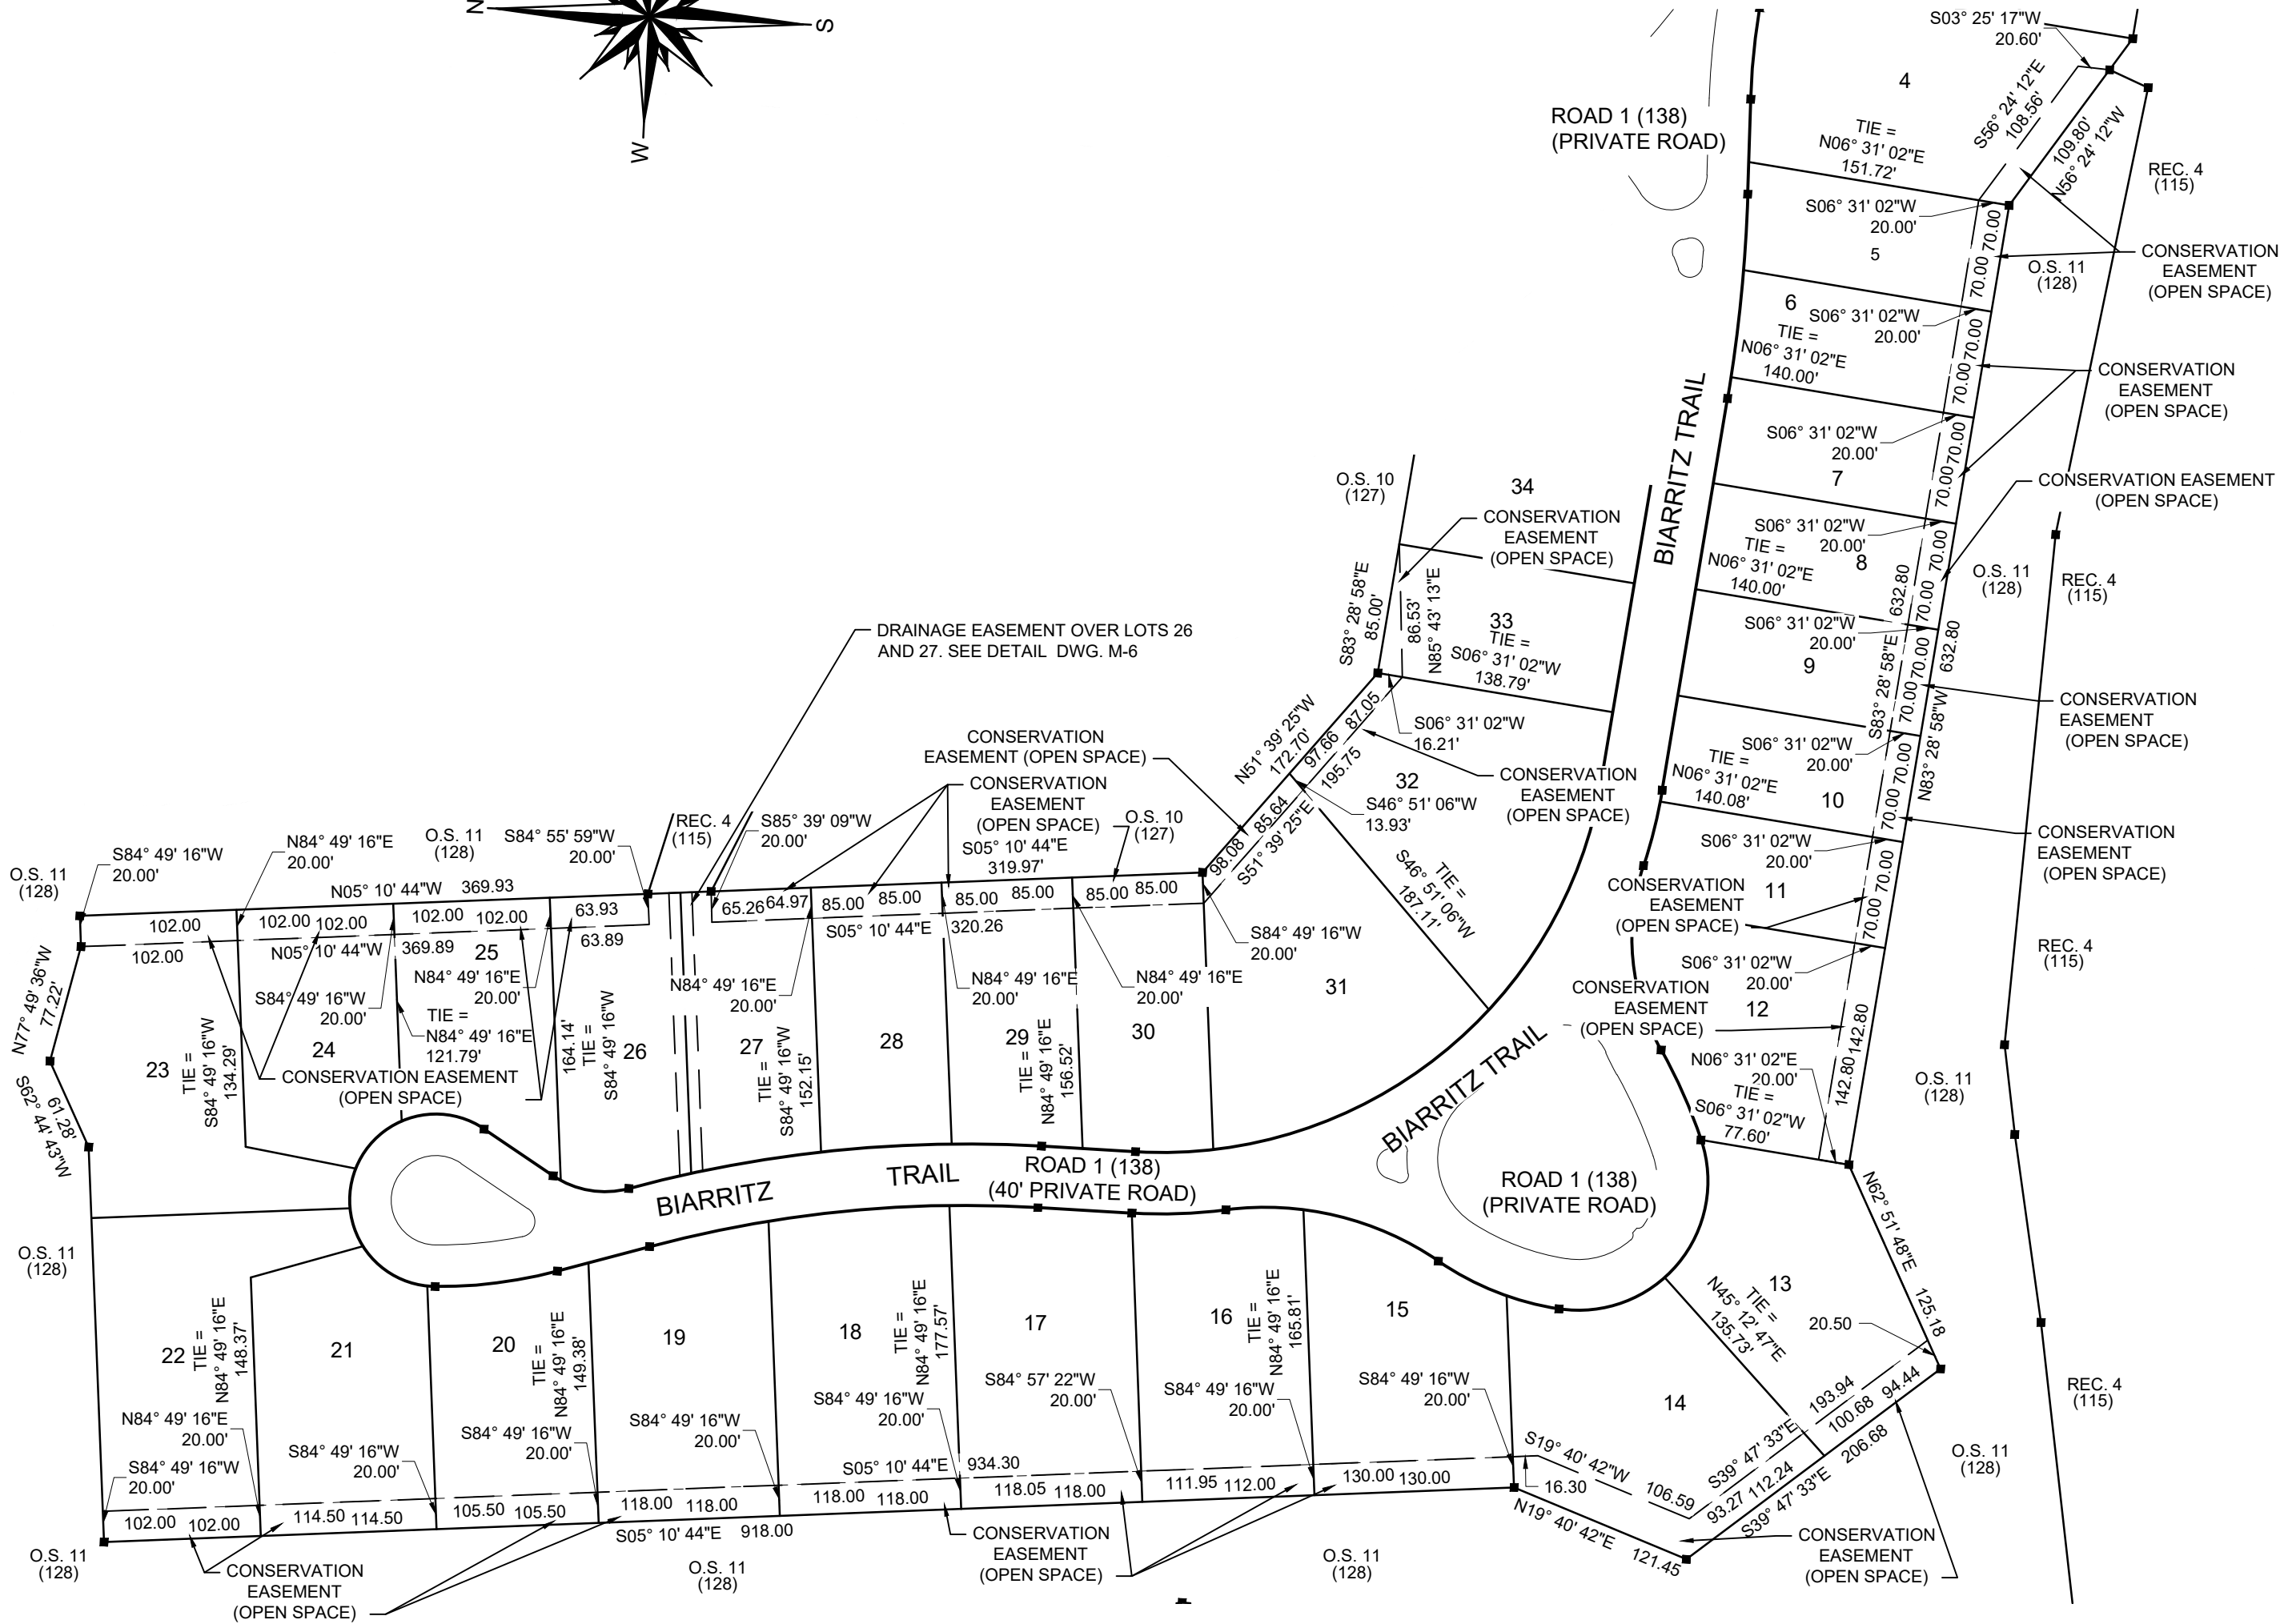 N
S
W
S03° 25' 17"W
20.60'
4
ROAD 1 (138)
(PRIVATE ROAD)
S56° 24' 12"E
108.56'
109.80'
N56° 24' 12"W
TIE =
N06° 31' 02"E
151.72'
REC. 4
(115)
S06° 31' 02"W
20.00'
5
70.00
70.00
O.S. 11
(128)
CONSERVATION
EASEMENT
(OPEN SPACE)
6
S06° 31' 02"W
20.00'
TIE =
N06° 31' 02"E
140.00'
70.00
70.00
CONSERVATION
EASEMENT
(OPEN SPACE)
BIARRITZ TRAIL
S06° 31' 02"W
20.00'
7
70.00
70.00
CONSERVATION EASEMENT
(OPEN SPACE)
O.S. 10
(127)
34
CONSERVATION
EASEMENT
(OPEN SPACE)
S06° 31' 02"W
20.00'
TIE =
N06° 31' 02"E
140.00'
8
70.00
70.00
O.S. 11
(128)
REC. 4
(115)
S83° 28' 58"E
85.00'
86.53'
N85° 43' 13"E
33
TIE =
S06° 31' 02"W
138.79'
S06° 31' 02"W
20.00'
9
S83° 28' 58"E
632.80
70.00
70.00
632.80
N83° 28' 58"W
DRAINAGE EASEMENT OVER LOTS 26
AND 27. SEE DETAIL DWG. M-6
CONSERVATION
EASEMENT
(OPEN SPACE)
S06° 31' 02"W
16.21'
N51° 39' 25"W
172.70'
97.66
87.05
195.75
98.08
85.64
S51° 39' 25"E
32
CONSERVATION
EASEMENT
(OPEN SPACE)
S46° 51' 06"W
13.93'
TIE =
S46° 51' 06"W
187.11'
S06° 31' 02"W
20.00'
TIE =
N06° 31' 02"E
140.08'
10
70.00
70.00
CONSERVATION
EASEMENT (OPEN SPACE)
CONSERVATION
EASEMENT
(OPEN SPACE)
O.S. 10
(127)
S05° 10' 44"E
319.97'
CONSERVATION
EASEMENT
(OPEN SPACE)
S06° 31' 02"W
20.00'
CONSERVATION
EASEMENT
(OPEN SPACE)
11
70.00
70.00
REC. 4
(115)
S85° 39' 09"W
20.00'
O.S. 11
(128)
S84° 49' 16"W
20.00'
N84° 49' 16"E
20.00'
O.S. 11
(128)
S84° 55' 59"W
20.00'
N05° 10' 44"W 369.93
102.00
102.00
102.00
102.00
102.00
102.00
63.93
63.89
N05° 10' 44"W 369.89
65.26
64.97
85.00
85.00
85.00
85.00
85.00
85.00
S05° 10' 44"E 320.26
S84° 49' 16"W
20.00'
31
N77° 49' 36"W
77.22'
S62° 44' 43"W
61.28'
23
TIE =
S84° 49' 16"W
134.29'
24
S84° 49' 16"W
20.00'
25
N84° 49' 16"E
20.00'
TIE =
N84° 49' 16"E
121.79'
CONSERVATION EASEMENT
(OPEN SPACE)
164.14'
TIE =
S84° 49' 16"W
26
N84° 49' 16"E
20.00'
27
TIE =
S84° 49' 16"W
152.15'
28
N84° 49' 16"E
20.00'
29
TIE =
N84° 49' 16"E
156.52'
N84° 49' 16"E
20.00'
30
S06° 31' 02"W
20.00'
CONSERVATION
EASEMENT
(OPEN SPACE)
12
142.80
142.80
N06° 31' 02"E
20.00'
TIE =
S06° 31' 02"W
77.60'
REC. 4
(115)
O.S. 11
(128)
BIARRITZ TRAIL
BIARRITZ
TRAIL
ROAD 1 (138)
(40' PRIVATE ROAD)
ROAD 1 (138)
(PRIVATE ROAD)
N62° 51' 48"E
125.18
O.S. 11
(128)
13
N45° 12' 47"E
TIE =
135.73'
20.50
22
TIE =
N84° 49' 16"E
148.37'
21
20
TIE =
N84° 49' 16"E
149.38'
19
18
TIE =
N84° 49' 16"E
177.57'
17
16
TIE =
N84° 49' 16"E
165.81'
15
14
N84° 49' 16"E
20.00'
S84° 49' 16"W
20.00'
S84° 49' 16"W
20.00'
S84° 49' 16"W
20.00'
S84° 49' 16"W
20.00'
S84° 49' 16"W
20.00'
S84° 57' 22"W
20.00'
S84° 49' 16"W
20.00'
S84° 49' 16"W
20.00'
S05° 10' 44"E 934.30
S19° 40' 42"W
106.59
16.30
S39° 47' 33"E
193.94
93.27
112.24
100.68
94.44
S39° 47' 33"E
206.68
REC. 4
(115)
O.S. 11
(128)
102.00
102.00
114.50
114.50
105.50
105.50
118.00
118.00
118.00
118.00
118.05
118.00
111.95
112.00
130.00
130.00
S05° 10' 44"E 918.00
N19° 40' 42"E 121.45
O.S. 11
(128)
CONSERVATION
EASEMENT
(OPEN SPACE)
O.S. 11
(128)
CONSERVATION
EASEMENT
(OPEN SPACE)
O.S. 11
(128)
CONSERVATION
EASEMENT
(OPEN SPACE)